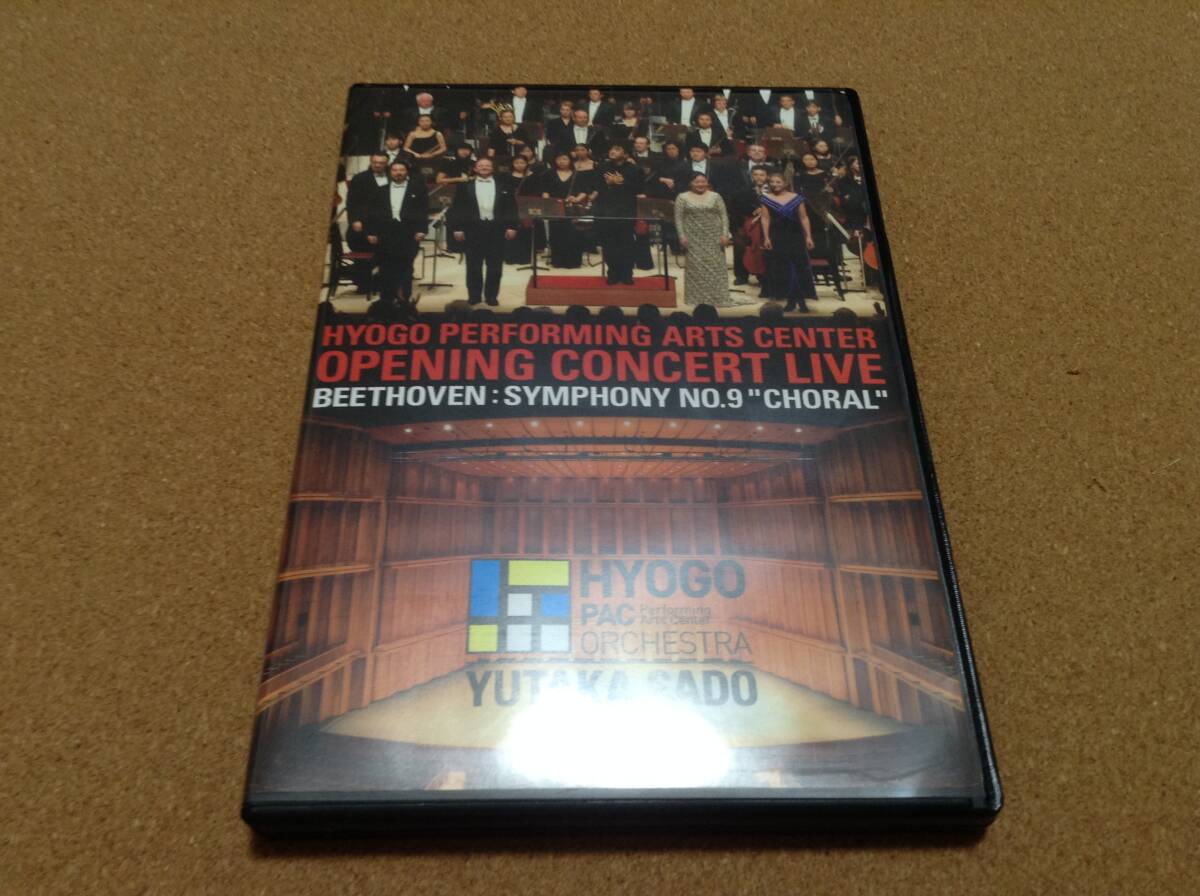 HYOGO PERFORMING ARTS CENTER
OPENING CONCERT LIVE
BEETHOVEN : SYMPHONY NO.9 "CHORAL"
HYOGO
PAC Performing Arts Center
ORCHESTRA
YUTAKA SADO